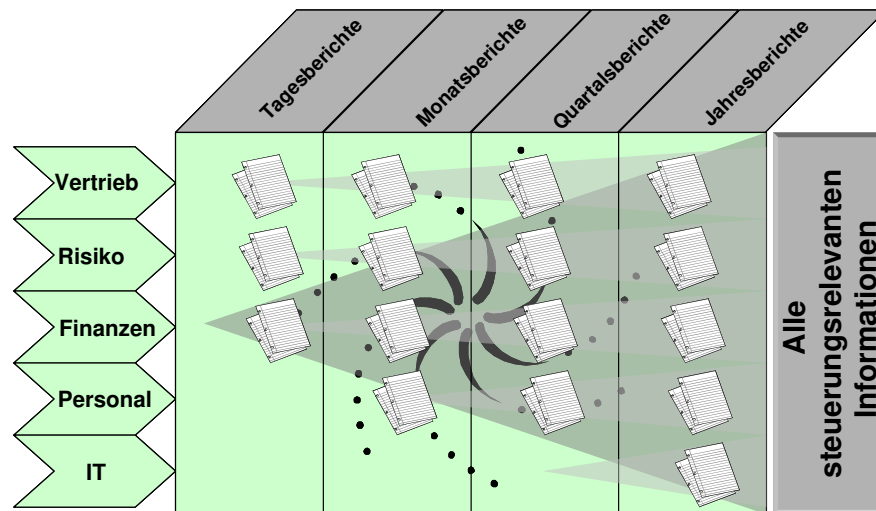 Tagesberichte
Monatsberichte
Quartalsberichte
Jahresberichte
Vertrieb
Risiko
Finanzen
Personal
IT
Alle
steuerungsrelevanten
Informationen